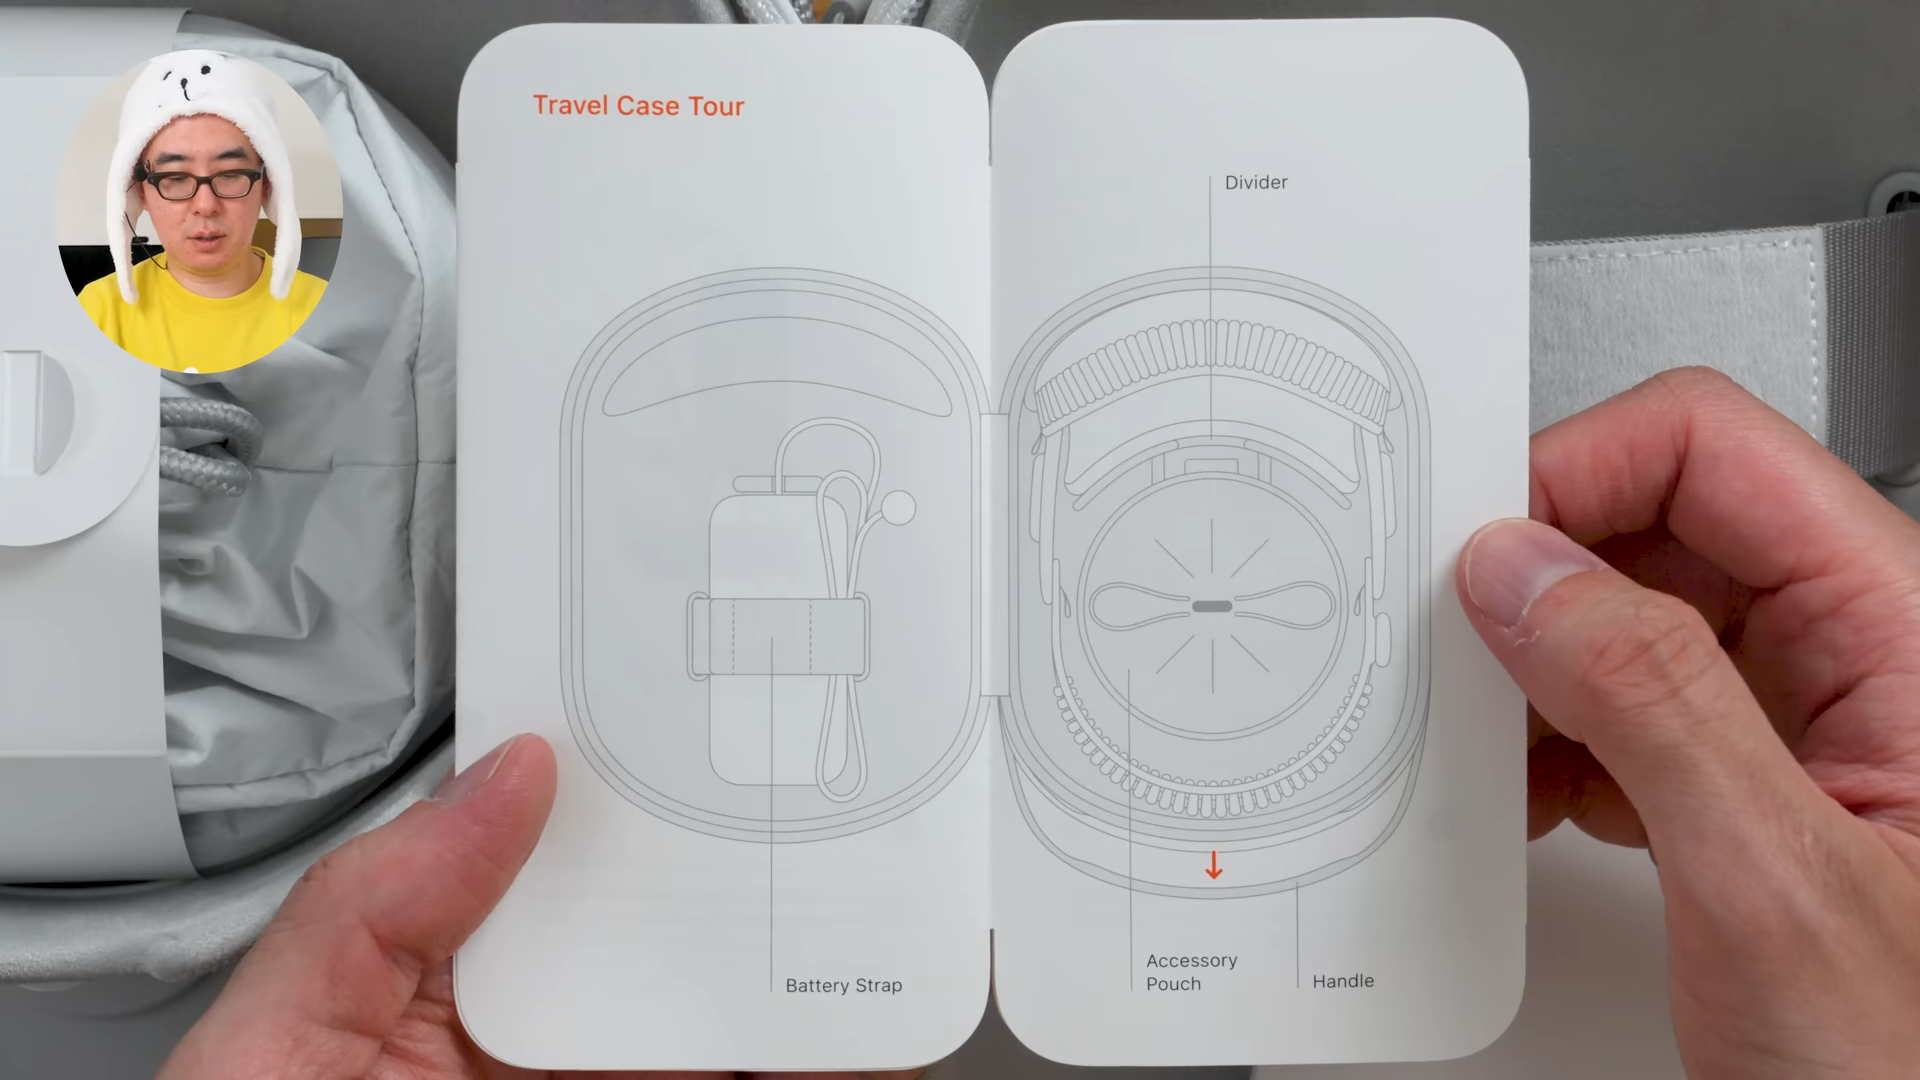 Travel Case Tour
Divider
Battery Strap
Accessory
Pouch
Handle